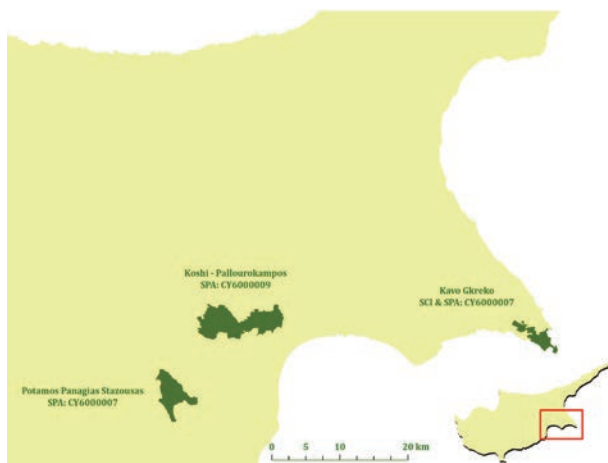 Koshi - Pallourokampos
SPA: CY6000009
Kavo Gkreko
SCI & SPA: CY6000007
Potamos Panagias Stazousas
SPA: CY6000007
0 5 10 20 km